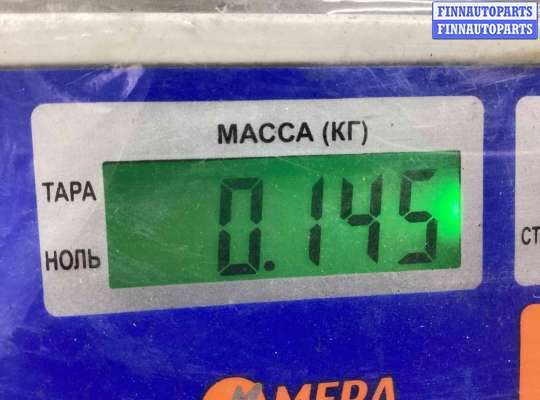 FINNAUTOPARTS
FINNAUTOPARTS
МАССА (КГ)
ТАРА
0.145
НОЛЬ
СТ
МЕРА